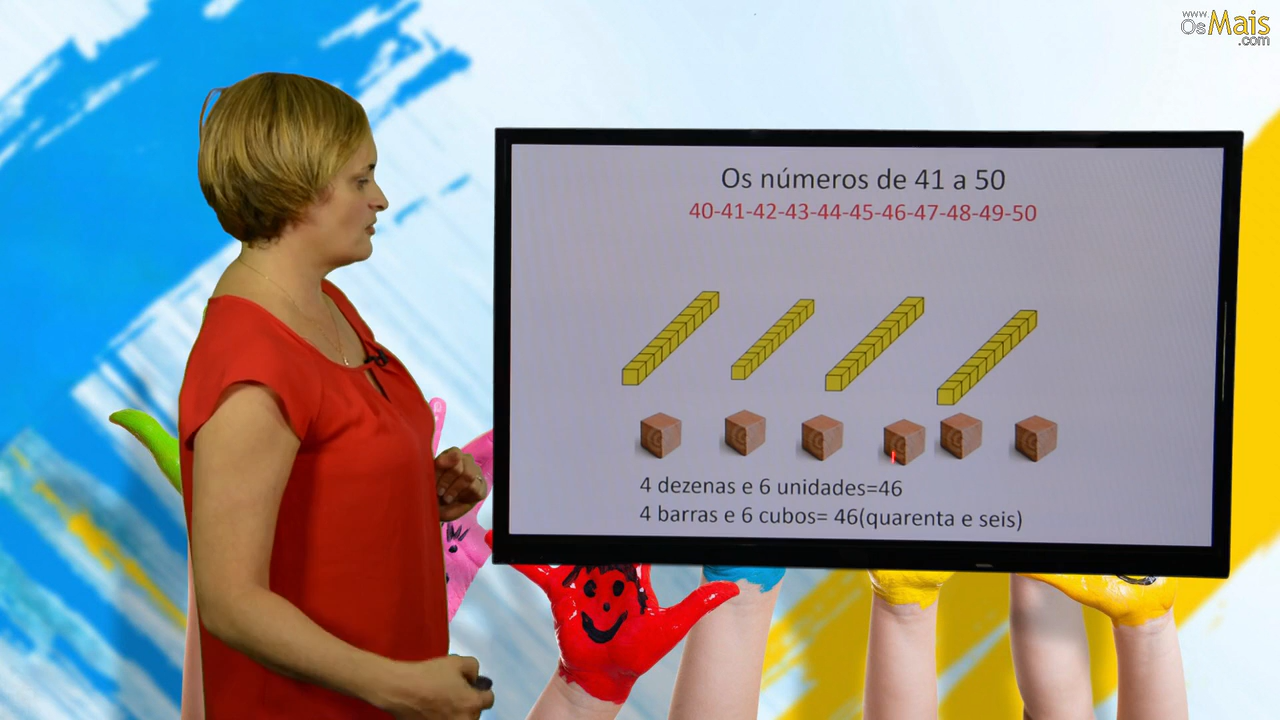 www
OsMais
.com
Os números de 41 a 50
40-41-42-43-44-45-46-47-48-49-50
4 dezenas e 6 unidades=46
4 barras e 6 cubos= 46(quarenta e seis)